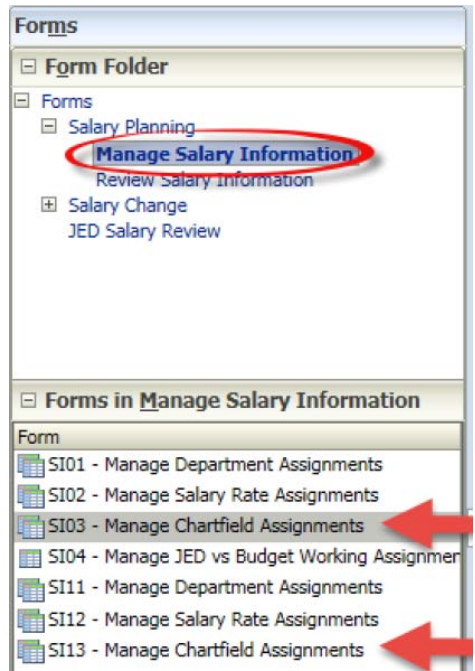 Forms
Form Folder
Forms
Salary Planning
Manage Salary Information
Review Salary Information
Salary Change
JED Salary Review
Forms in Manage Salary Information
Form
SI01 - Manage Department Assignments
SI02 - Manage Salary Rate Assignments
SI03 - Manage Chartfield Assignments
SI04 - Manage JED vs Budget Working Assignmen
SI11 - Manage Department Assignments
SI12 - Manage Salary Rate Assignments
SI13 - Manage Chartfield Assignments